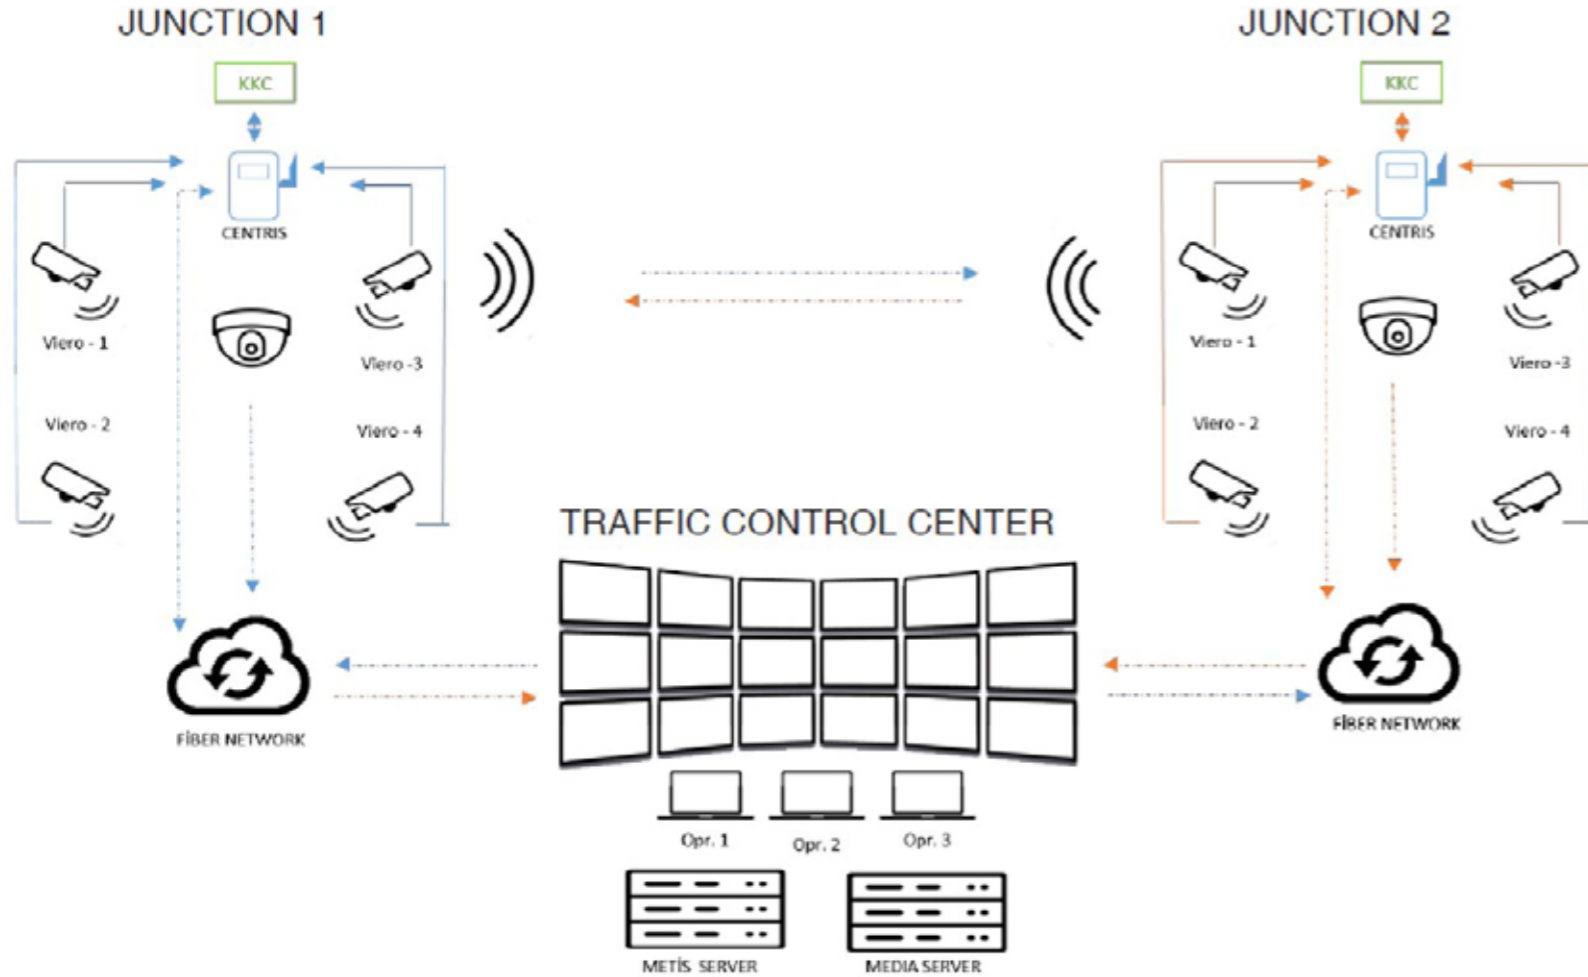 JUNCTION 1
JUNCTION 2
KKC
KKC
CENTRIS
CENTRIS
Viero - 1
Viero -3
Viero - 1
Viero -3
Viero - 2
Viero - 4
Viero - 2
Viero - 4
TRAFFIC CONTROL CENTER
FİBER NETWORK
FİBER NETWORK
Opr. 1
Opr. 2
Opr. 3
METİS SERVER
MEDIA SERVER